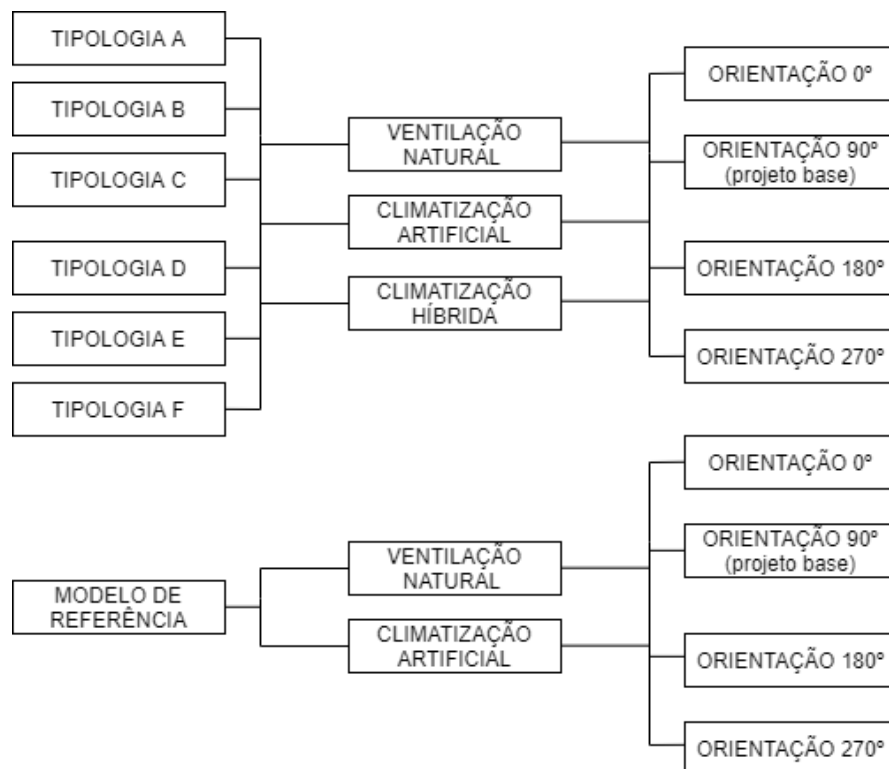 TIPOLOGIA A
TIPOLOGIA B
TIPOLOGIA C
TIPOLOGIA D
TIPOLOGIA E
TIPOLOGIA F
VENTILAÇÃO
NATURAL
CLIMATIZAÇÃO
ARTIFICIAL
CLIMATIZAÇÃO
HÍBRIDA
ORIENTAÇÃO 0º
ORIENTAÇÃO 90º
(projeto base)
ORIENTAÇÃO 180º
ORIENTAÇÃO 270º
MODELO DE
REFERÊNCIA
VENTILAÇÃO
NATURAL
CLIMATIZAÇÃO
ARTIFICIAL
ORIENTAÇÃO 0º
ORIENTAÇÃO 90º
(projeto base)
ORIENTAÇÃO 180º
ORIENTAÇÃO 270º